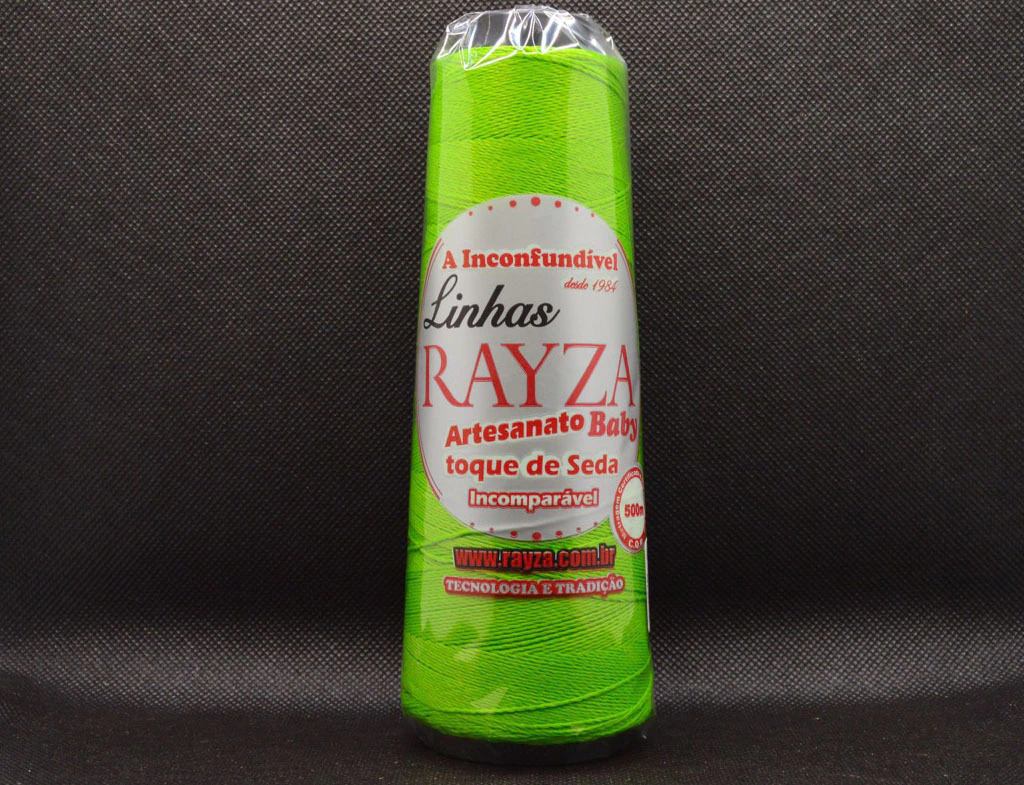 A Inconfundível
desde 1984
Linhas
RAYZA
Artesanato Baby
toque de Seda
Incomparável
500m
www.rayza.com.br
TECNOLOGIA E TRADIÇÃO